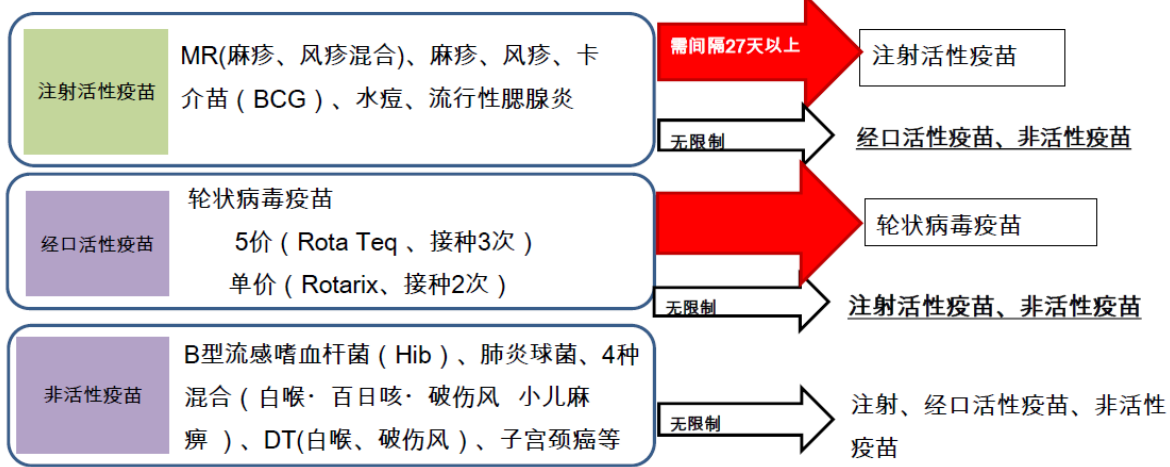 注射活性疫苗
MR(麻疹、风疹混合)、麻疹、风疹、卡
介苗（BCG）、水痘、流行性腮腺炎
需间隔27天以上
注射活性疫苗
无限制
经口活性疫苗、非活性疫苗
经口活性疫苗
轮状病毒疫苗
5价（Rota Teq 、接种3次）
单价（Rotarix、接种2次）
轮状病毒疫苗
无限制
注射活性疫苗、非活性疫苗
非活性疫苗
B型流感嗜血杆菌（Hib）、肺炎球菌、4种
混合（白喉· 百日咳· 破伤风 小儿麻
痹 ）、DT(白喉、破伤风）、子宫颈癌等
无限制
注射、经口活性疫苗、非活性
疫苗